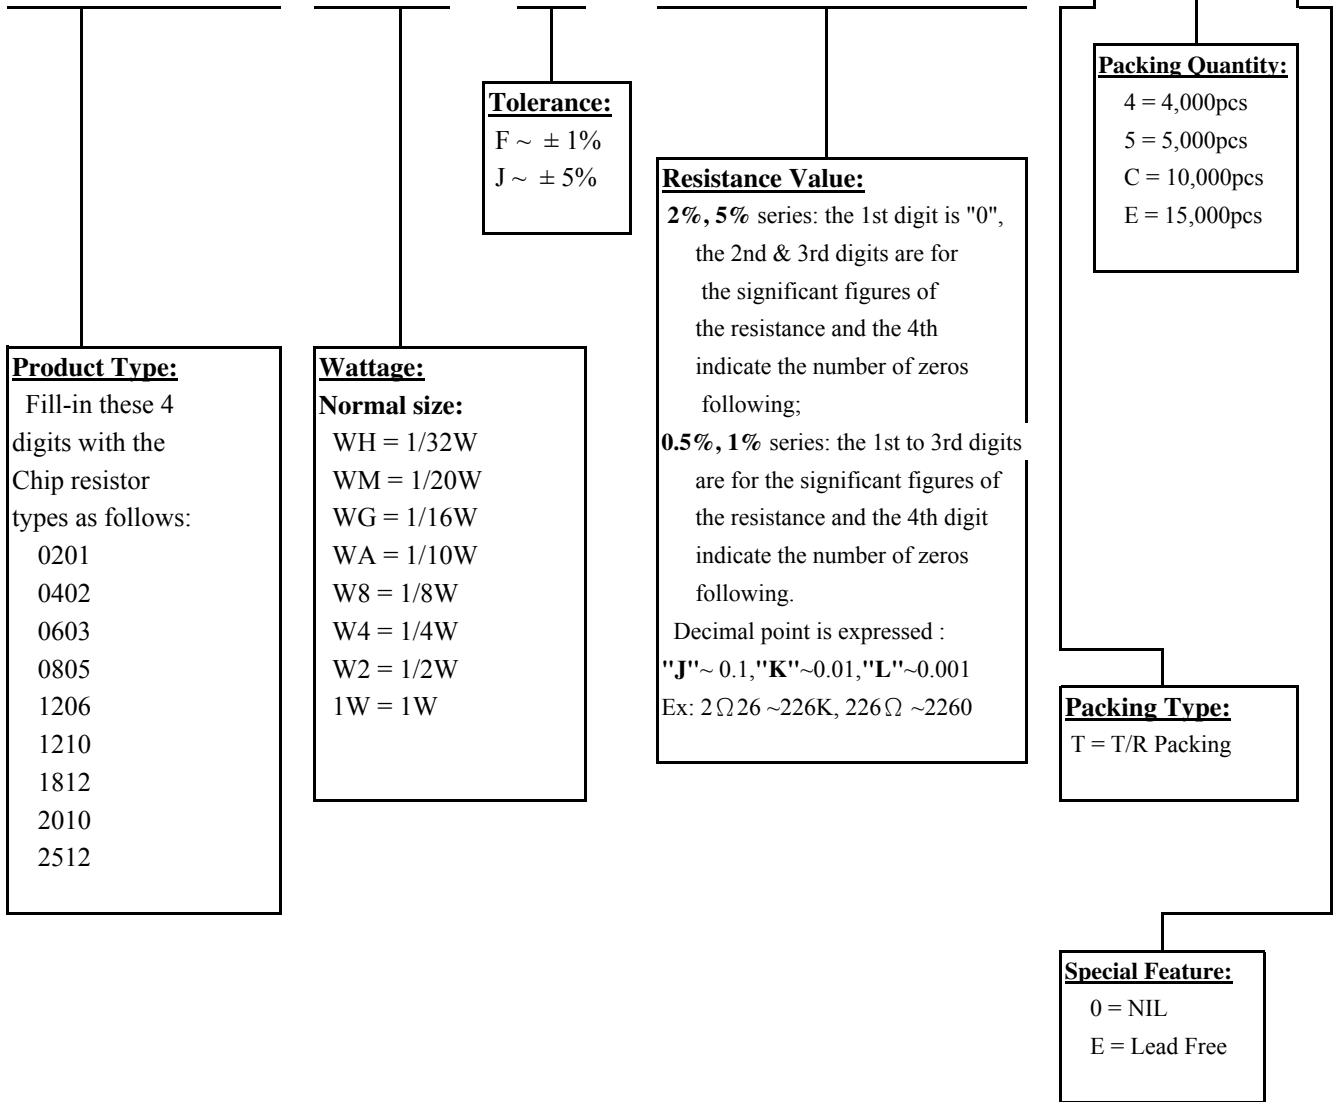 Tolerance:
F ~ ± 1%
J ~ ± 5%
Packing Quantity:
4 = 4,000pcs
5 = 5,000pcs
C = 10,000pcs
E = 15,000pcs
Resistance Value:
2%, 5% series: the 1st digit is "0",
the 2nd & 3rd digits are for
the significant figures of
the resistance and the 4th
indicate the number of zeros
following;
0.5%, 1% series: the 1st to 3rd digits
are for the significant figures of
the resistance and the 4th digit
indicate the number of zeros
following.
Decimal point is expressed :
"J"~ 0.1,"K"~0.01,"L"~0.001
Ex: 2Ω26 ~226K, 226Ω ~2260
Product Type:
Fill-in these 4
digits with the
Chip resistor
types as follows:
0201
0402
0603
0805
1206
1210
1812
2010
2512
Wattage:
Normal size:
WH = 1/32W
WM = 1/20W
WG = 1/16W
WA = 1/10W
W8 = 1/8W
W4 = 1/4W
W2 = 1/2W
1W = 1W
Packing Type:
T = T/R Packing
Special Feature:
0 = NIL
E = Lead Free